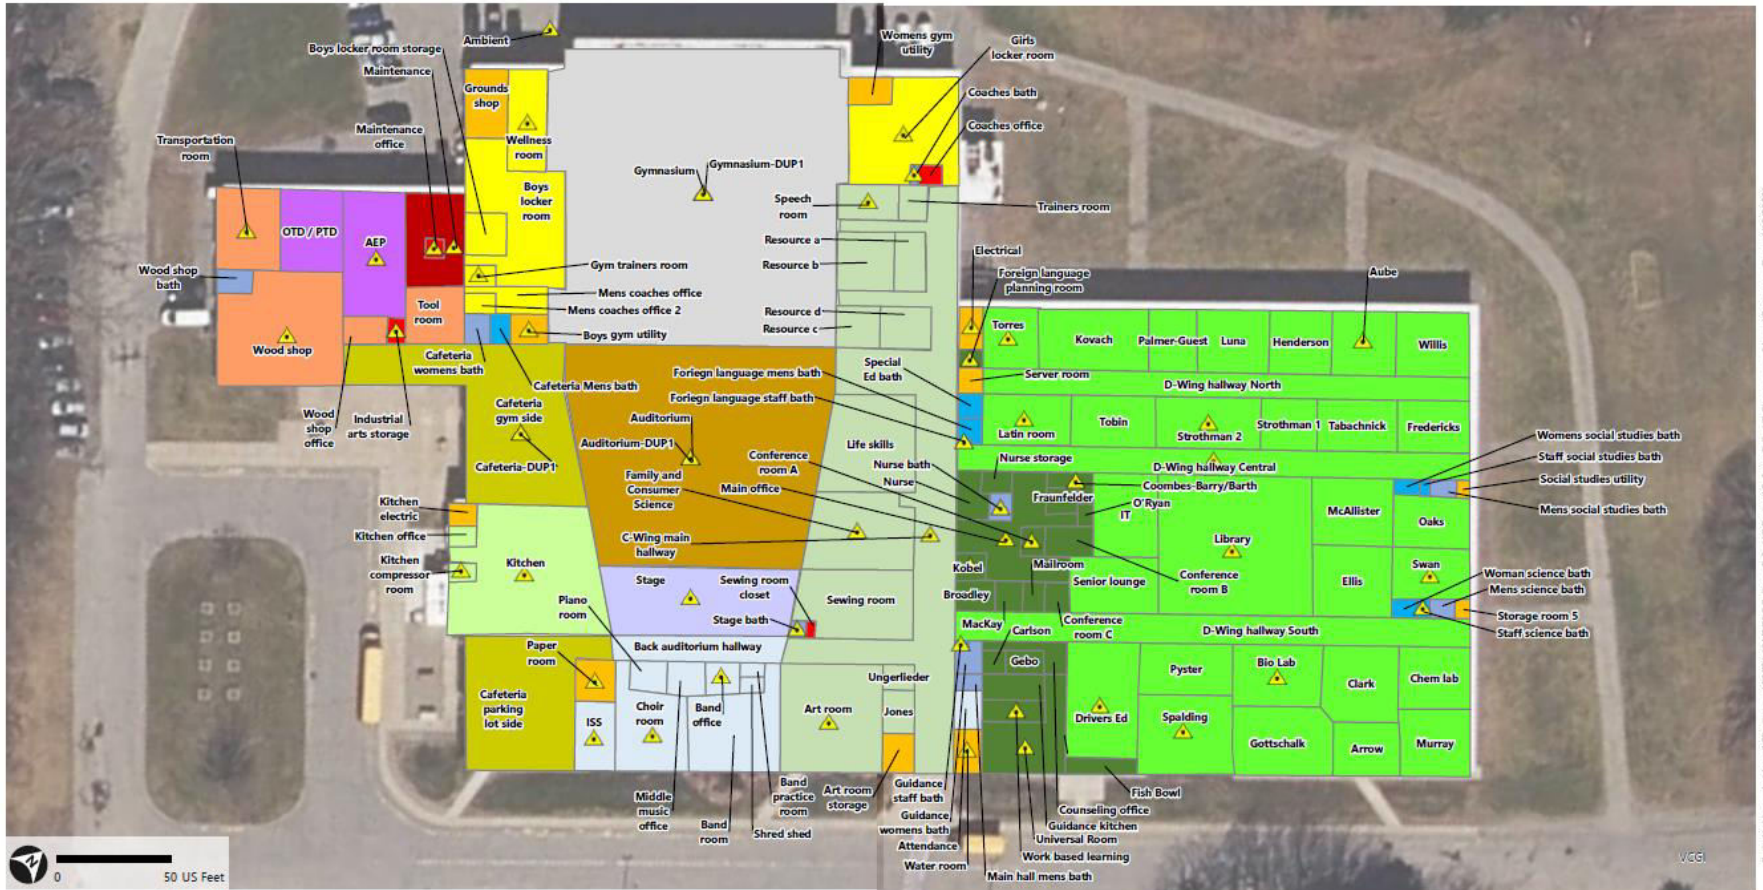 Ambient
Womens gym
utility
Girls
locker room
Boys locker room storage
Maintenance
Grounds
shop
Coaches bath
Coaches office
Maintenance
office
Transportation
room
Wellness
room
Gymnasium
Gymnasium-DUP1
Boys
locker
room
Speech
room
Trainers room
OTD / PTD
AEP
Resource a
Resource b
Electrical
Foreign language
planning room
Aube
Wood shop
bath
Gym trainers room
Mens coaches office
Mens coaches office 2
Tool
room
Resource d
Resource c
Boys gym utility
Torres
Kovach
Palmer-Guest
Luna
Henderson
Willis
Wood shop
Cafeteria
womens bath
Cafeteria Mens bath
Special
Ed bath
Foriegn language mens bath
Server room
D-Wing hallway North
Foriegn language staff bath
Wood
shop
office
Industrial
arts storage
Cafeteria
gym side
Auditorium
Auditorium-DUP1
Latin room
Tobin
Strothman 2
Strothman 1
Tabachnick
Fredericks
Life skills
Womens social studies bath
Staff social studies bath
Social studies utility
Mens social studies bath
Cafeteria-DUP1
Conference
room A
Nurse bath
Nurse
Nurse storage
D-Wing hallway Central
Family and
Consumer
Science
Main office
Coombes-Barry/Barth
Fraunfelder
O'Ryan
IT
McAllister
Oaks
Kitchen
electric
Kitchen office
C-Wing main
hallway
Library
Kitchen
compressor
room
Kitchen
Stage
Sewing room
closet
Kobel
Mailroom
Senior lounge
Conference
room B
Ellis
Swan
Woman science bath
Mens science bath
Storage room 5
Staff science bath
Piano
room
Sewing room
Broadley
Stage bath
MacKay
Carlson
Conference
room C
D-Wing hallway South
Paper
room
Back auditorium hallway
Gebo
Ungerlieder
Pyster
Bio Lab
Clark
Chem lab
Cafeteria
parking
lot side
ISS
Choir
room
Band
office
Art room
Jones
Drivers Ed
Spalding
Gottschalk
Arrow
Murray
Middle
music
office
Band
room
Band
practice
room
Shred shed
Art room
storage
Guidance
staff bath
Guidance
womens bath
Attendance
Water room
Fish Bowl
Counseling office
Guidance kitchen
Universal Room
Work based learning
Main hall mens bath
0 50 US Feet
VCGI